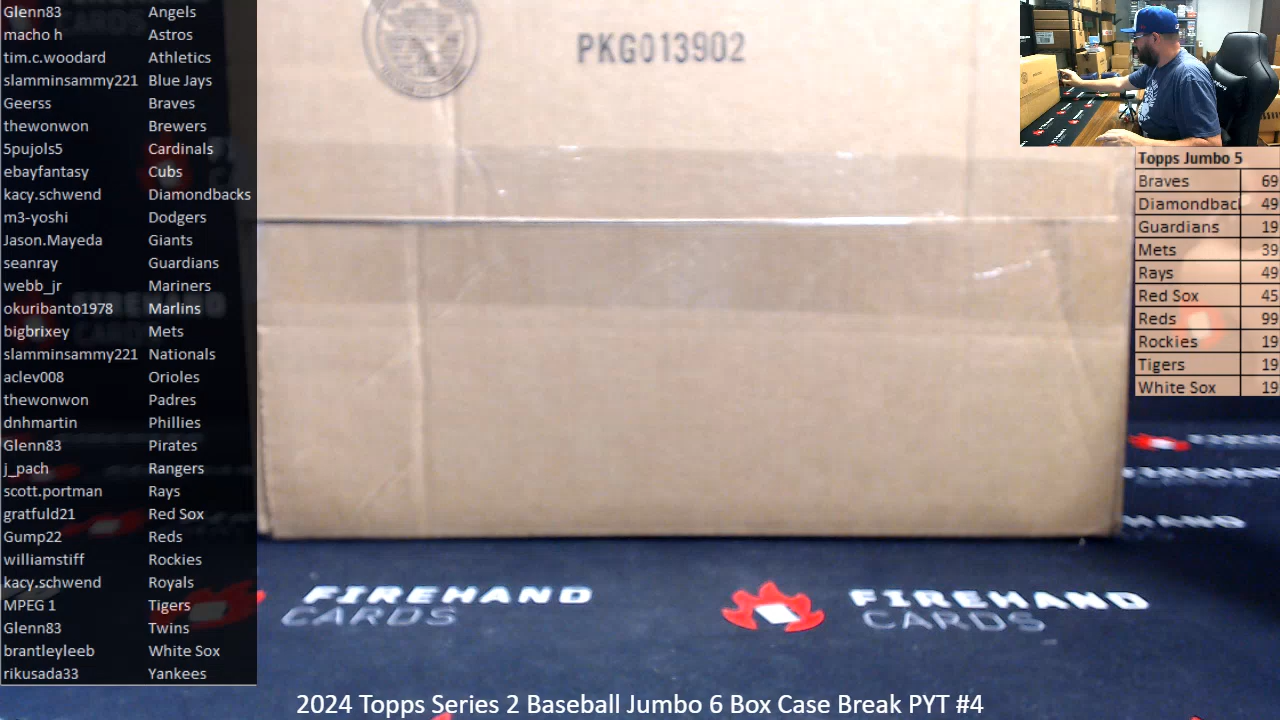 Glenn83 Angels
macho h Astros
tim.c.woodard Athletics
slamminsammy221 Blue Jays
Geerss Braves
thewonwon Brewers
5pujols5 Cardinals
ebayfantasy Cubs
kacy.schwend Diamondbacks
m3-yoshi Dodgers
Jason.Mayeda Giants
seanray Guardians
webb_jr Mariners
okuribanto1978 Marlins
bigbrixey Mets
slamminsammy221 Nationals
aclev008 Orioles
thewonwon Padres
dnhmartin Phillies
Glenn83 Pirates
j_pach Rangers
scott.portman Rays
gratfuld21 Red Sox
Gump22 Reds
williamstiff Rockies
kacy.schwend Royals
MPEG 1 Tigers
Glenn83 Twins
brantleyleeb White Sox
rikusada33 Yankees
PKG013902
Topps Jumbo 5
Braves 69
Diamondbac 49
Guardians 19
Mets 39
Rays 49
Red Sox 45
Reds 99
Rockies 19
Tigers 19
White Sox 19
FIREHAND
CARDS
FIREHAND
CARDS
2024 Topps Series 2 Baseball Jumbo 6 Box Case Break PYT #4